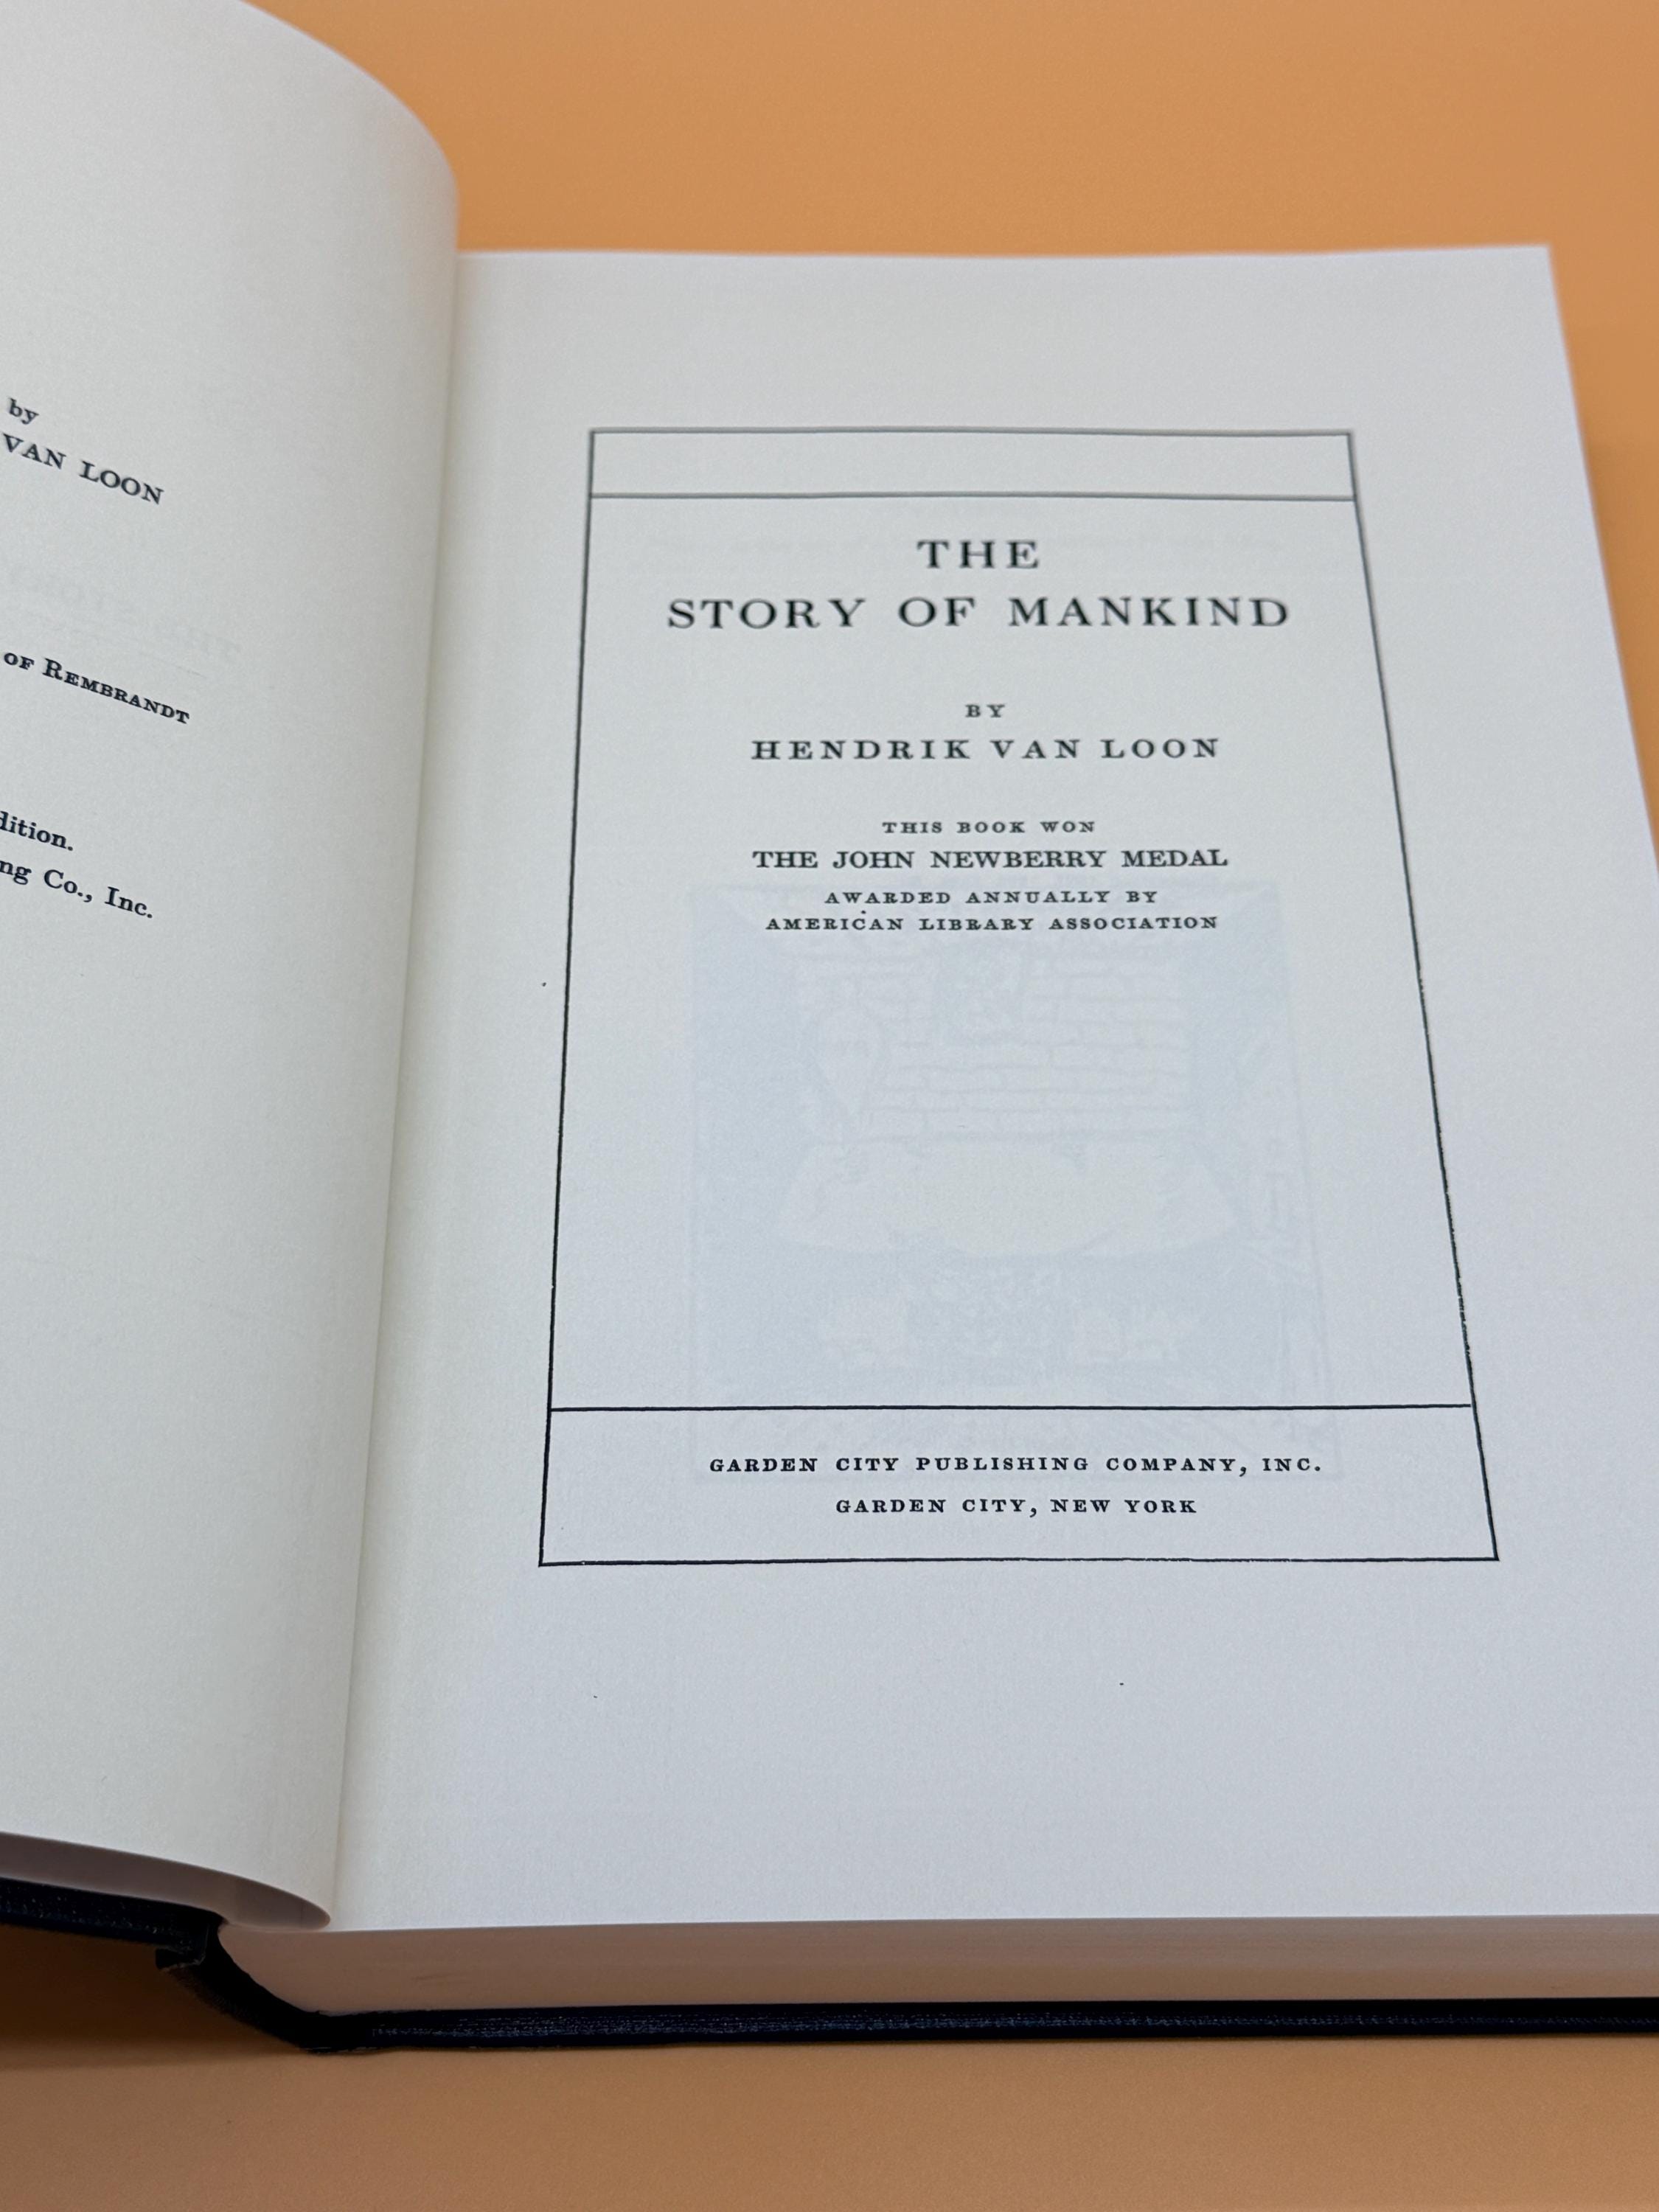 by
VAN LOON
OF REMBRANDT
dition.
ng Co., Inc.
THE
STORY OF MANKIND
BY
HENDRIK VAN LOON
THIS BOOK WON
THE JOHN NEWBERRY MEDAL
AWARDED ANNUALLY BY
AMERICAN LIBRARY ASSOCIATION
GARDEN CITY PUBLISHING COMPANY, INC.
GARDEN CITY, NEW YORK